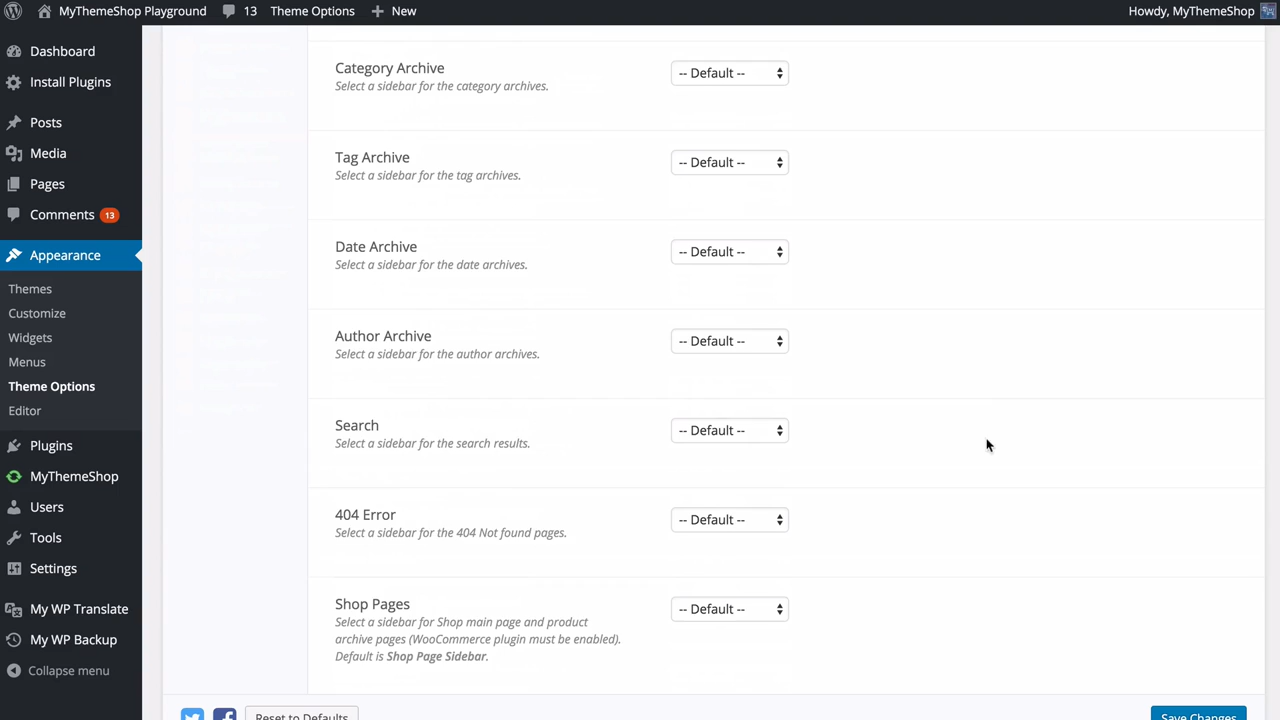 MyThemeShop Playground
13
Theme Options
New
Howdy, MyThemeShop
Dashboard
Install Plugins
Posts
Media
Pages
Comments 13
Appearance
Themes
Customize
Widgets
Menus
Theme Options
Editor
Plugins
MyThemeShop
Users
Tools
Settings
My WP Translate
My WP Backup
Collapse menu
Category Archive
Select a sidebar for the category archives.
-- Default --
Tag Archive
Select a sidebar for the tag archives.
-- Default --
Date Archive
Select a sidebar for the date archives.
-- Default --
Author Archive
Select a sidebar for the author archives.
-- Default --
Search
Select a sidebar for the search results.
-- Default --
404 Error
Select a sidebar for the 404 Not found pages.
-- Default --
Shop Pages
Select a sidebar for Shop main page and product
archive pages (WooCommerce plugin must be enabled).
Default is Shop Page Sidebar.
-- Default --
Reset to Defaults
Save Changes